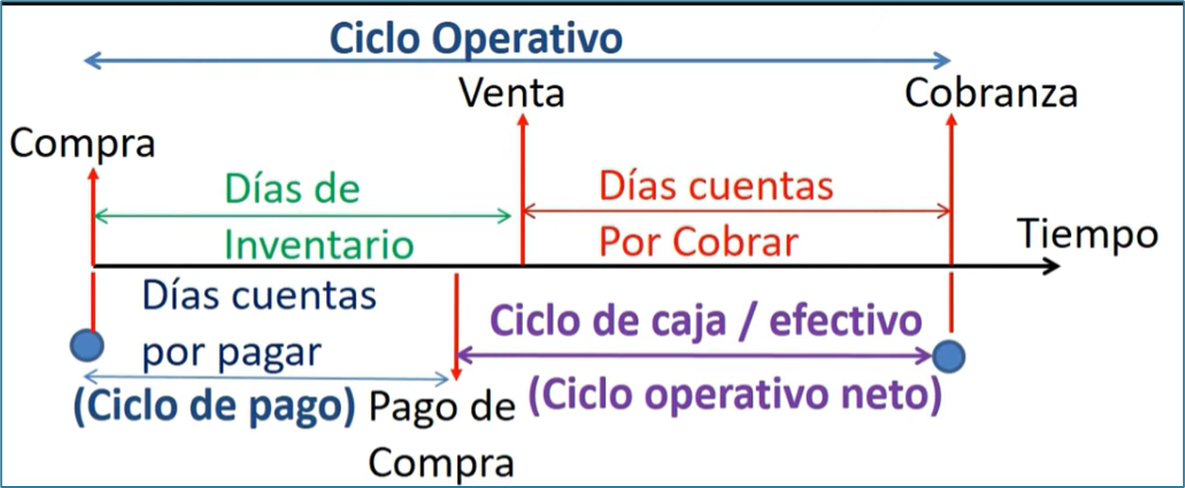 Ciclo Operativo
Venta
Cobranza
Compra
Días de
Inventario
Días cuentas
Por Cobrar
Tiempo
Días cuentas
por pagar
(Ciclo de pago)
Pago de
Compra
Ciclo de caja / efectivo
(Ciclo operativo neto)